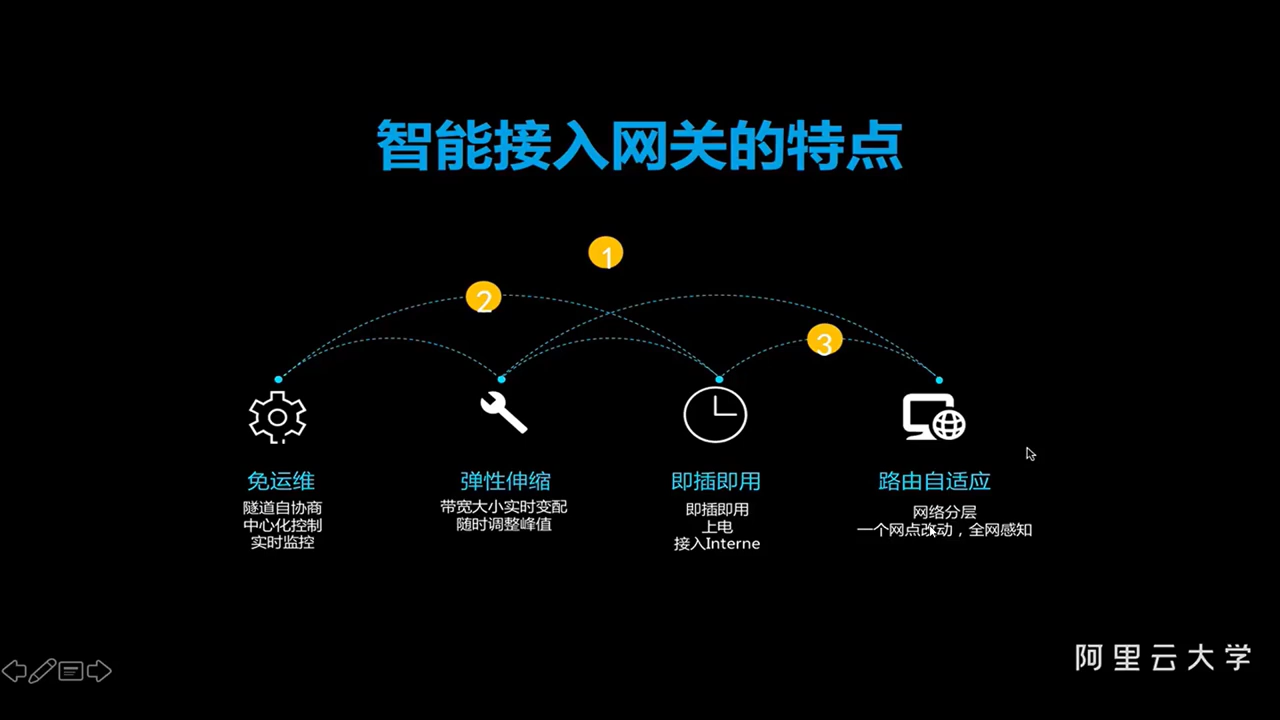 智能接入网关的特点
1
2
3
免运维
隧道自协商
中心化控制
实时监控
弹性伸缩
带宽大小实时变配
随时调整峰值
即插即用
即插即用
上电
接入Interne
路由自适应
网络分层
一个网点改动，全网感知
阿里云大学